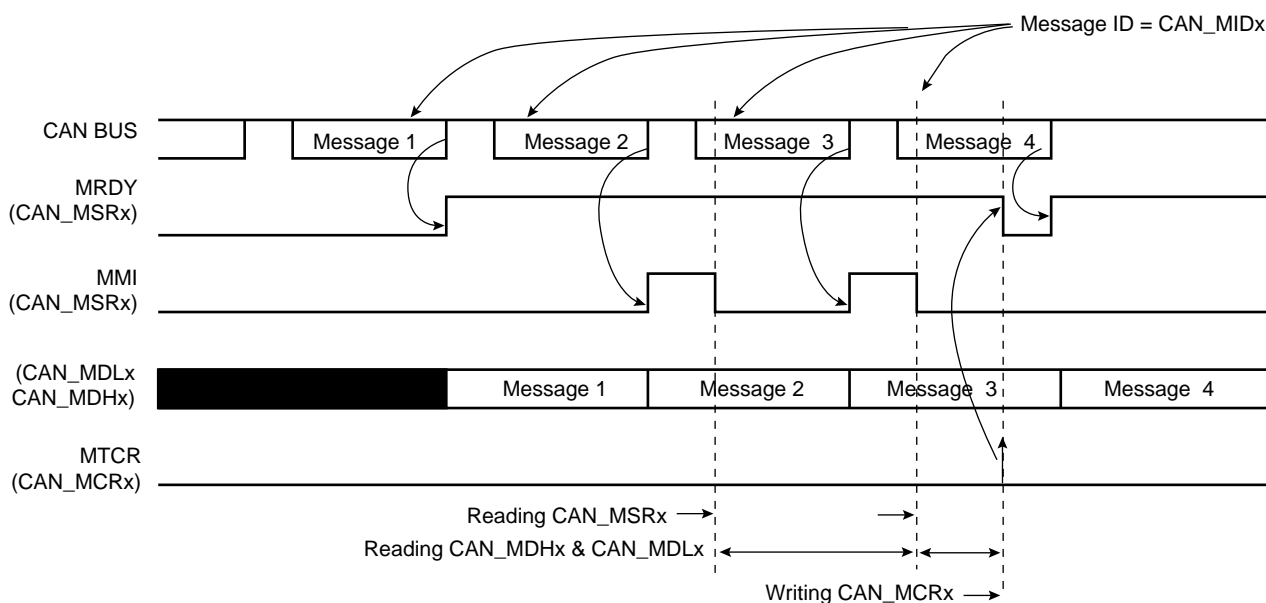 Message ID = CAN_MIDx
CAN BUS
Message 1
Message 2
Message 3
Message 4
MRDY
(CAN_MSRx)
MMI
(CAN_MSRx)
(CAN_MDLx
CAN_MDHx)
Message 1
Message 2
Message 3
Message 4
MTCR
(CAN_MCRx)
Reading CAN_MSRx
Reading CAN_MDHx & CAN_MDLx
Writing CAN_MCRx